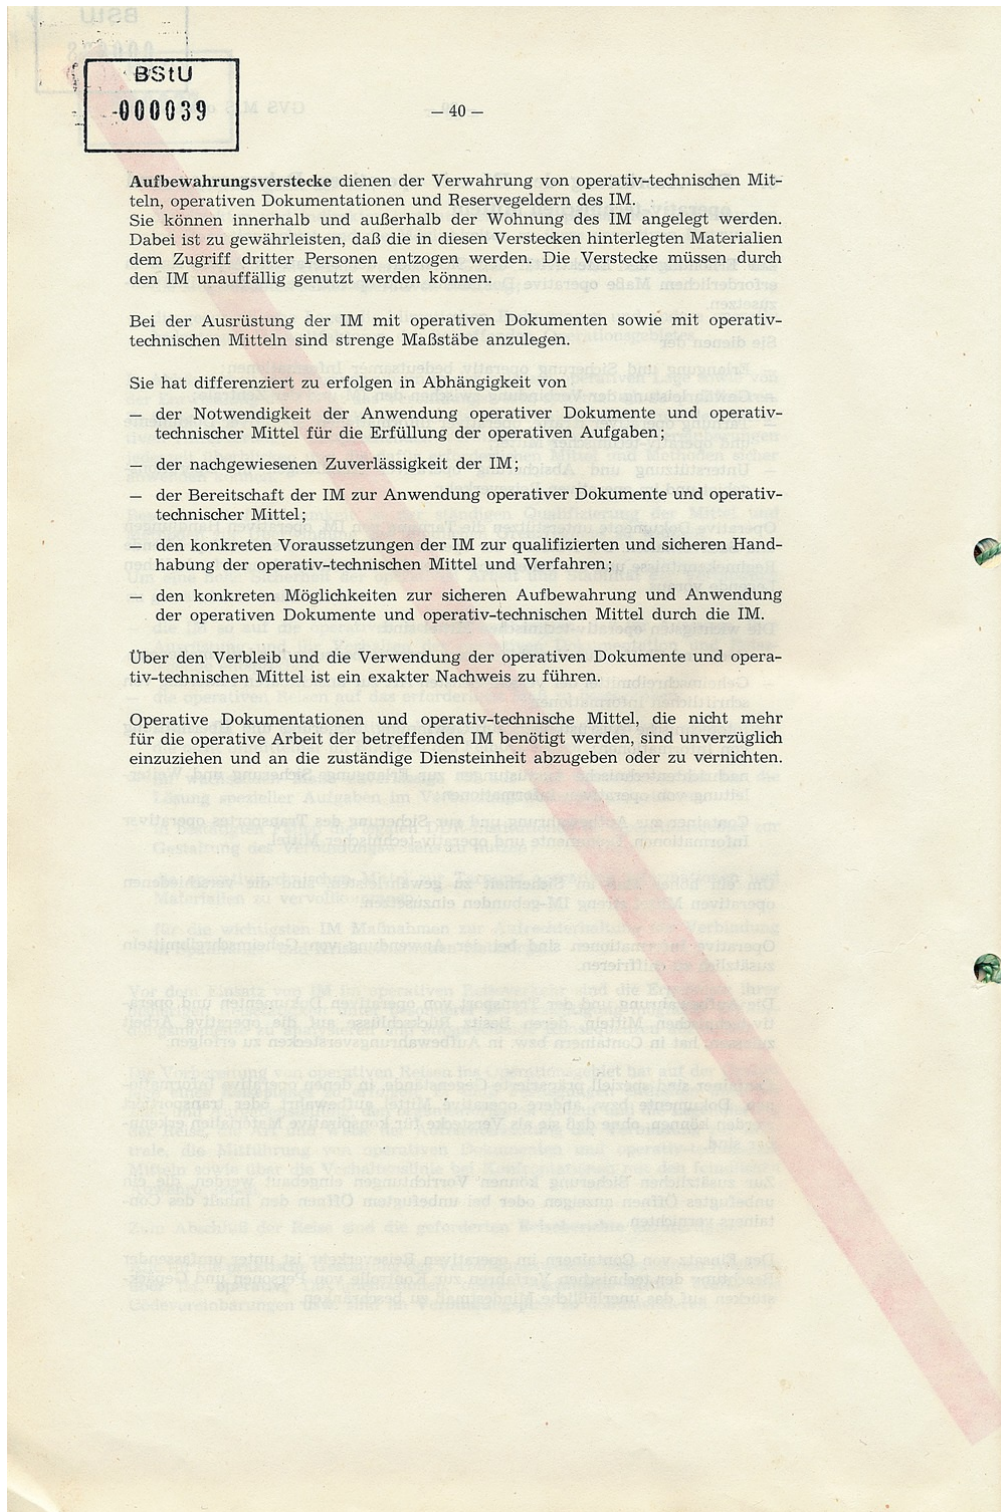 BStU
000039
— 40 —
Aufbewahrungsverstecke dienen der Verwahrung von operativ-technischen Mit-
teln, operativen Dokumentationen und Reservegeldern des IM.
Sie können innerhalb und außerhalb der Wohnung des IM angelegt werden.
Dabei ist zu gewährleisten, daß die in diesen Verstecken hinterlegten Materialien
dem Zugriff dritter Personen entzogen werden. Die Verstecke müssen durch
den IM unauffällig genutzt werden können.
Bei der Ausrüstung der IM mit operativen Dokumenten sowie mit operativ-
technischen Mitteln sind strenge Maßstäbe anzulegen.
Sie hat differenziert zu erfolgen in Abhängigkeit von
— der Notwendigkeit der Anwendung operativer Dokumente und operativ-
technischer Mittel für die Erfüllung der operativen Aufgaben;
— der nachgewiesenen Zuverlässigkeit der IM;
— der Bereitschaft der IM zur Anwendung operativer Dokumente und operativ-
technischer Mittel;
— den konkreten Voraussetzungen der IM zur qualifizierten und sicheren Hand-
habung der operativ-technischen Mittel und Verfahren;
— den konkreten Möglichkeiten zur sicheren Aufbewahrung und Anwendung
der operativen Dokumente und operativ-technischen Mittel durch die IM.
Über den Verbleib und die Verwendung der operativen Dokumente und opera-
tiv-technischen Mittel ist ein exakter Nachweis zu führen.
Operative Dokumentationen und operativ-technische Mittel, die nicht mehr
für die operative Arbeit der betreffenden IM benötigt werden, sind unverzüglich
einzuziehen und an die zuständige Diensteinheit abzugeben oder zu vernichten.